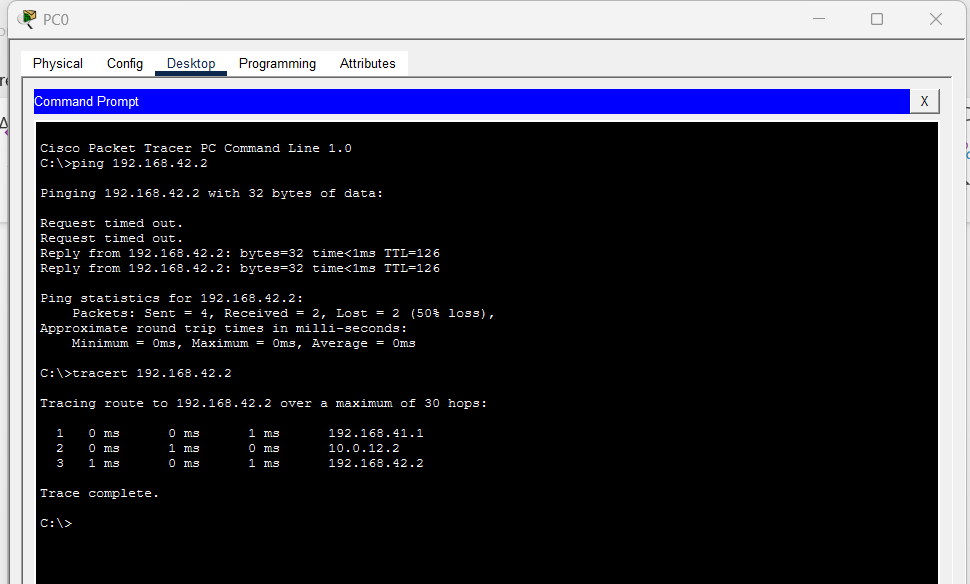 PC0
Physical Config Desktop Programming Attributes
Command Prompt
X
Cisco Packet Tracer PC Command Line 1.0
C:\>ping 192.168.42.2
Pinging 192.168.42.2 with 32 bytes of data:
Request timed out.
Request timed out.
Reply from 192.168.42.2: bytes=32 time<1ms TTL=126
Reply from 192.168.42.2: bytes=32 time<1ms TTL=126
Ping statistics for 192.168.42.2:
    Packets: Sent = 4, Received = 2, Lost = 2 (50% loss),
Approximate round trip times in milli-seconds:
    Minimum = 0ms, Maximum = 0ms, Average = 0ms
C:\>tracert 192.168.42.2
Tracing route to 192.168.42.2 over a maximum of 30 hops:
  1   0 ms      0 ms      1 ms      192.168.41.1
  2   0 ms      1 ms      0 ms      10.0.12.2
  3   1 ms      0 ms      1 ms      192.168.42.2
Trace complete.
C:\>